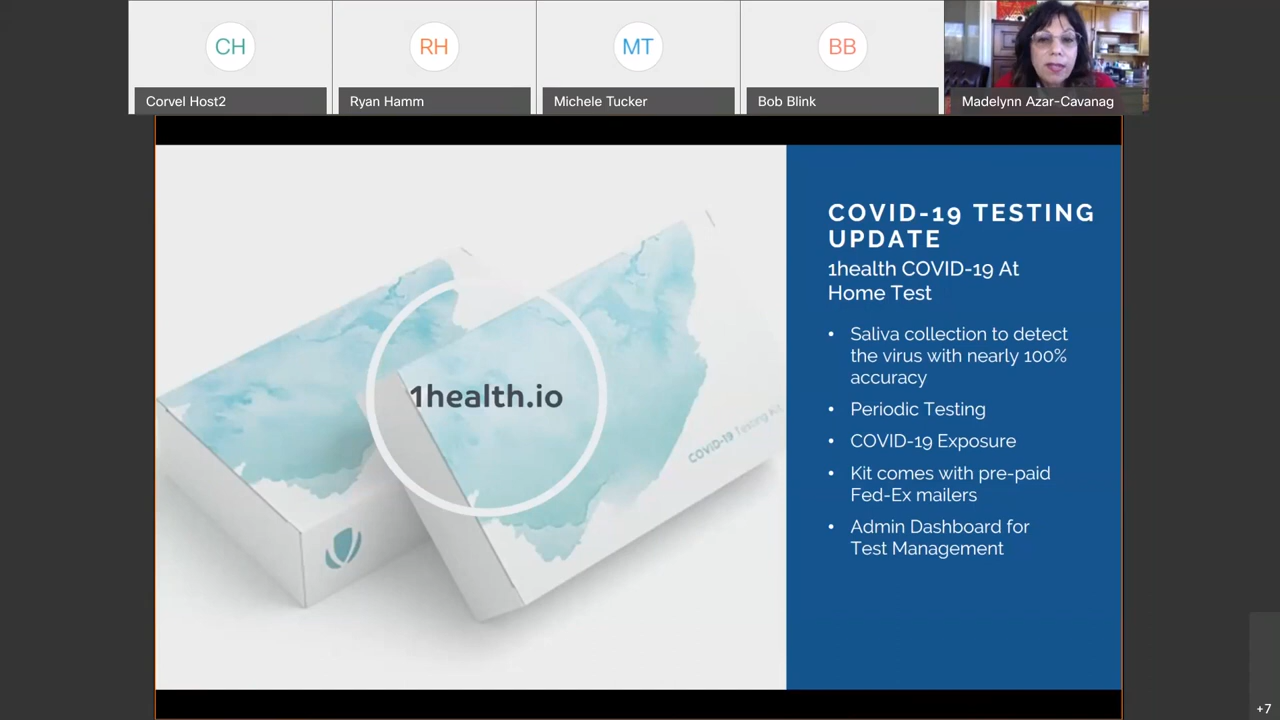 CH
RH
MT
BB
Corvel Host2
Ryan Hamm
Michele Tucker
Bob Blink
Madelynn Azar-Cavanag
COVID-19 TESTING
UPDATE
1health COVID-19 At
Home Test
• Saliva collection to detect
the virus with nearly 100%
accuracy
• Periodic Testing
• COVID-19 Exposure
• Kit comes with pre-paid
Fed-Ex mailers
• Admin Dashboard for
Test Management
1health.io
COVID-19 Testing Kit
+7